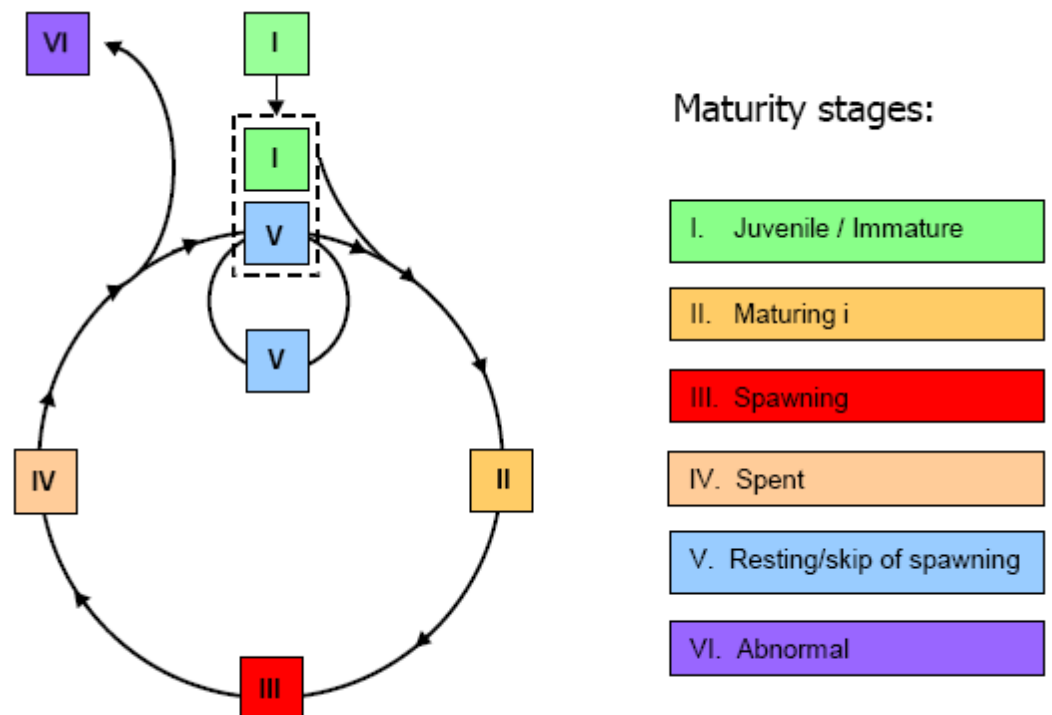 VI
I
I
V
V
IV
II
III
Maturity stages:
I. Juvenile / Immature
II. Maturing i
III. Spawning
IV. Spent
V. Resting/skip of spawning
VI. Abnormal